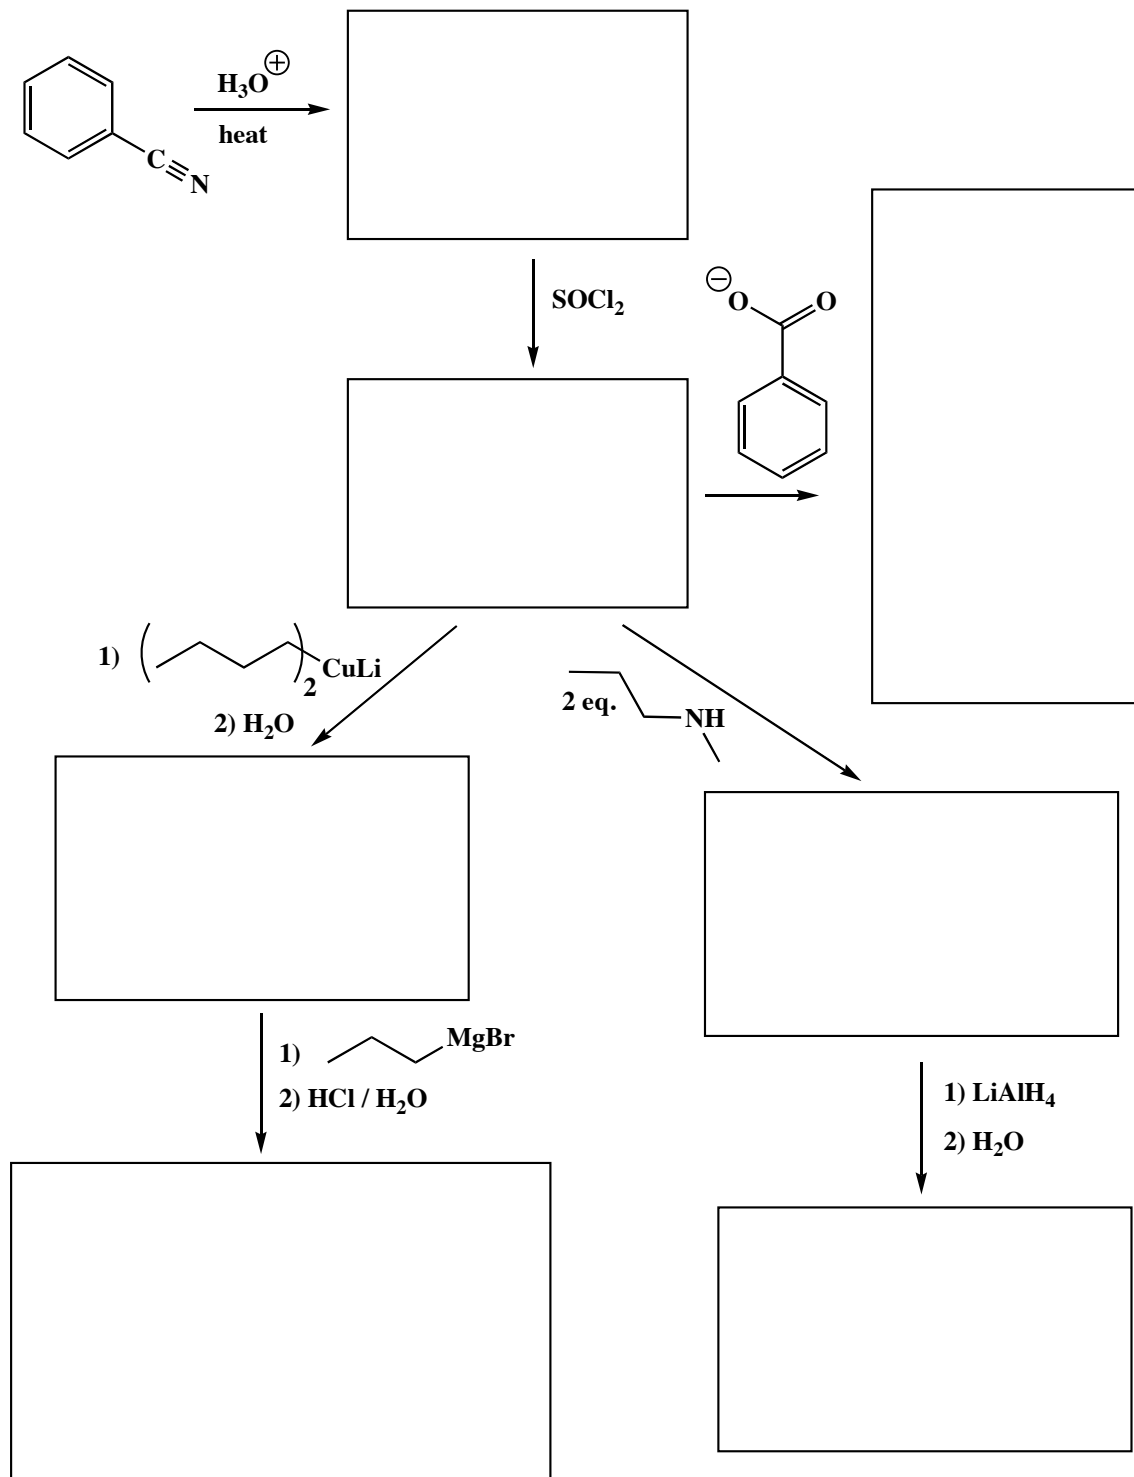 H₃O⊕
heat
C≡N
SOCl₂
⊖
O
O
1) ( )₂ CuLi
2) H₂O
2 eq.
NH
1) MgBr
2) HCl / H₂O
1) LiAlH₄
2) H₂O